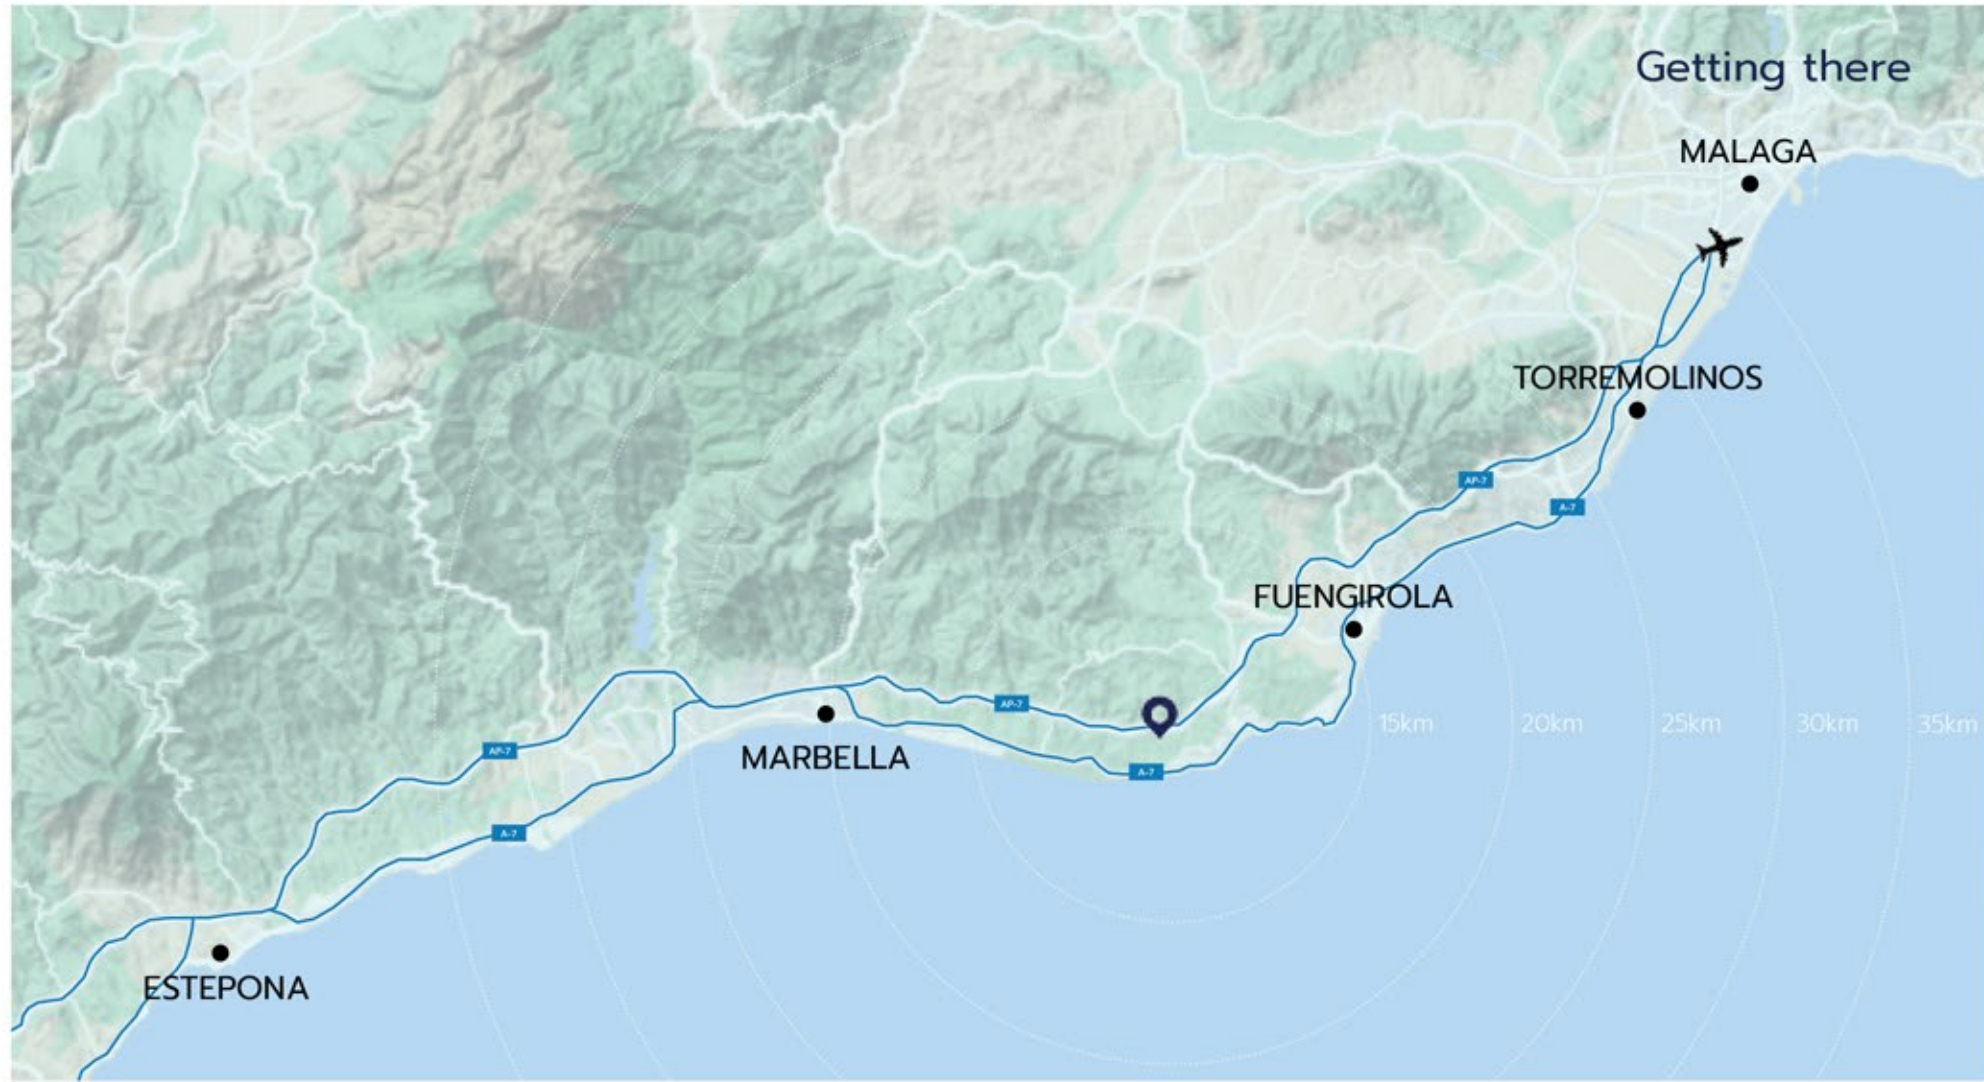 Getting there
MALAGA
TORREMOLINOS
AP-7
A-7
FUENGIROLA
AP-7
15km
20km
25km
30km
35km
MARBELLA
AP-7
A-7
A-7
ESTEPONA